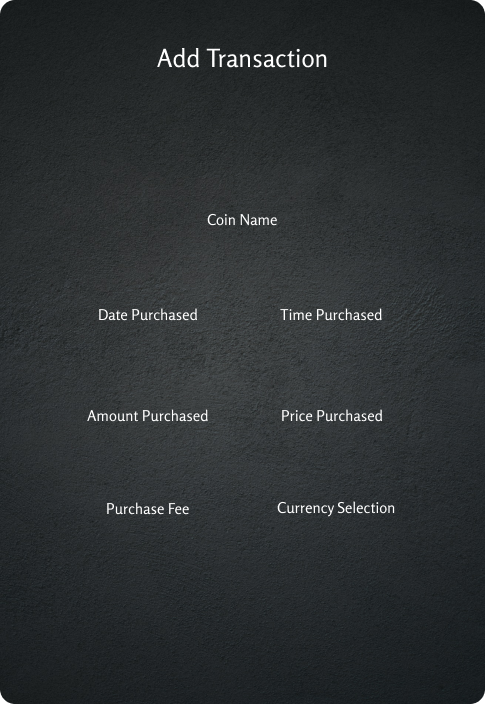 Add Transaction
Coin Name
Date Purchased
Time Purchased
Amount Purchased
Price Purchased
Purchase Fee
Currency Selection